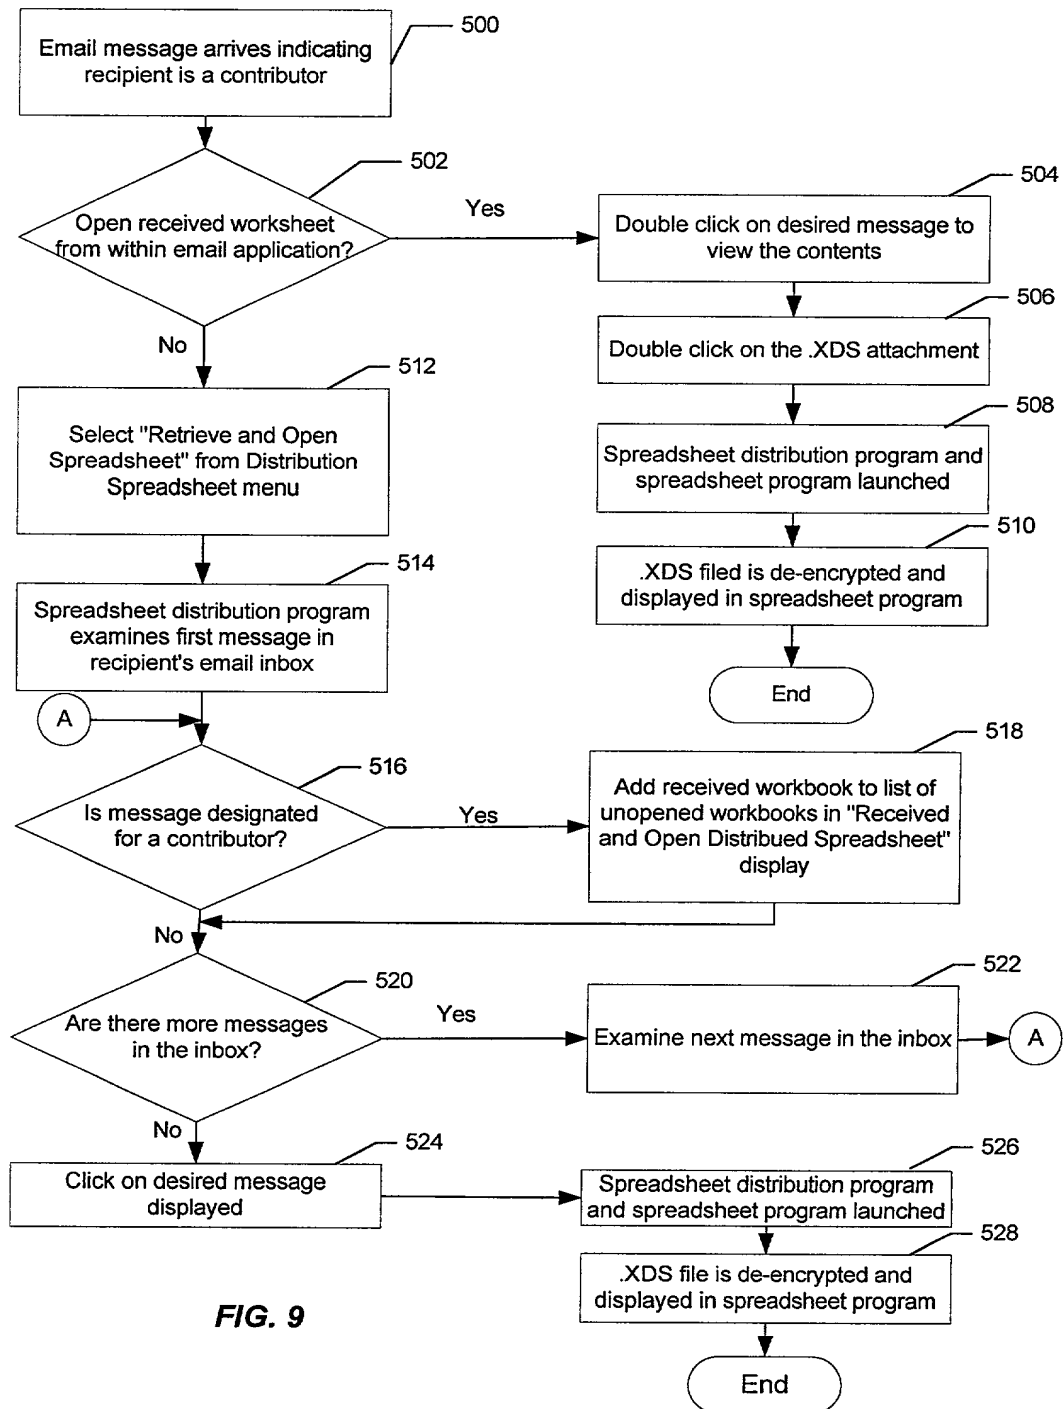 500
Email message arrives indicating
recipient is a contributor
502
Open received worksheet
from within email application?
Yes
504
Double click on desired message to
view the contents
506
Double click on the .XDS attachment
508
Spreadsheet distribution program and
spreadsheet program launched
510
.XDS filed is de-encrypted and
displayed in spreadsheet program
End
No
512
Select "Retrieve and Open
Spreadsheet" from Distribution
Spreadsheet menu
514
Spreadsheet distribution program
examines first message in
recipient's email inbox
A
516
Is message designated
for a contributor?
Yes
518
Add received workbook to list of
unopened workbooks in "Received
and Open Distribued Spreadsheet"
display
No
520
Are there more messages
in the inbox?
Yes
522
Examine next message in the inbox
A
No
524
Click on desired message
displayed
526
Spreadsheet distribution program
and spreadsheet program launched
528
.XDS file is de-encrypted and
displayed in spreadsheet program
End
FIG. 9